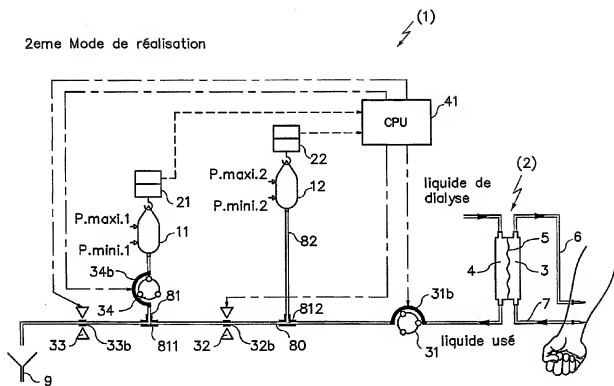 2eme Mode de réalisation
(1)
CPU
41
22
21
P.maxi.2
P.mini.2
12
liquide de
dialyse
(2)
P.maxi.1
P.mini.1
11
82
5
6
4
3
34b
34
81
31b
812
7
33
33b
811
32
32b
80
31
liquide usé
9